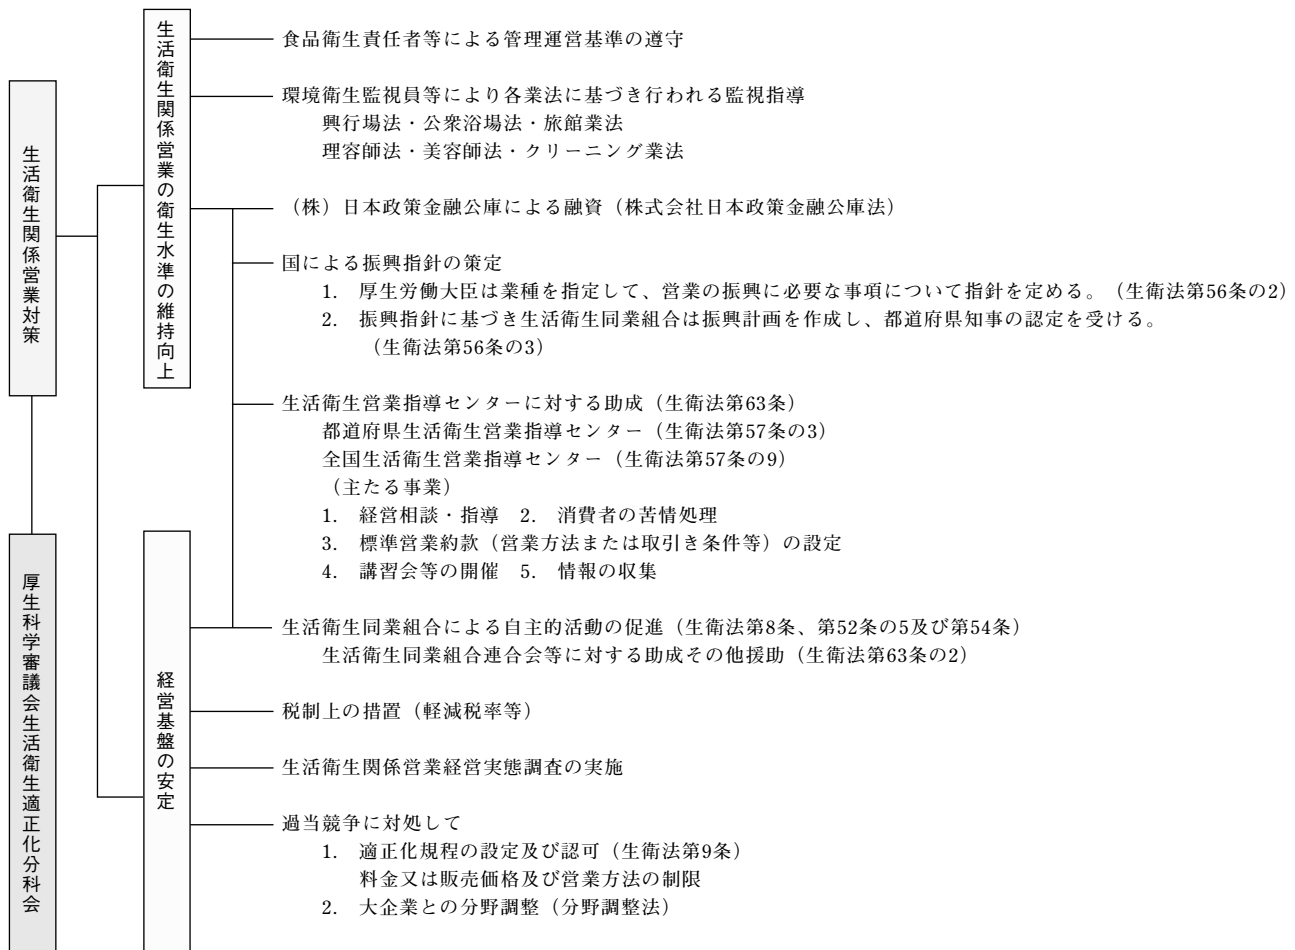 生活衛生関係営業対策
厚生科学審議会生活衛生適正化分科会
生活衛生関係営業の衛生水準の維持向上
食品衛生責任者等による管理運営基準の遵守
環境衛生監視員等により各業法に基づき行われる監視指導
興行場法・公衆浴場法・旅館業法
理容師法・美容師法・クリーニング業法
（株）日本政策金融公庫による融資（株式会社日本政策金融公庫法）
国による振興指針の策定
1. 厚生労働大臣は業種を指定して、営業の振興に必要な事項について指針を定める。（生衛法第56条の2）
2. 振興指針に基づき生活衛生同業組合は振興計画を作成し、都道府県知事の認定を受ける。
（生衛法第56条の3）
生活衛生営業指導センターに対する助成（生衛法第63条）
都道府県生活衛生営業指導センター（生衛法第57条の3）
全国生活衛生営業指導センター（生衛法第57条の9）
（主たる事業）
1. 経営相談・指導 2. 消費者の苦情処理
3. 標準営業約款（営業方法または取引き条件等）の設定
4. 講習会等の開催 5. 情報の収集
経営基盤の安定
生活衛生同業組合による自主的活動の促進（生衛法第8条、第52条の5及び第54条）
生活衛生同業組合連合会等に対する助成その他援助（生衛法第63条の2）
税制上の措置（軽減税率等）
生活衛生関係営業経営実態調査の実施
過当競争に対処して
1. 適正化規程の設定及び認可（生衛法第9条）
料金又は販売価格及び営業方法の制限
2. 大企業との分野調整（分野調整法）